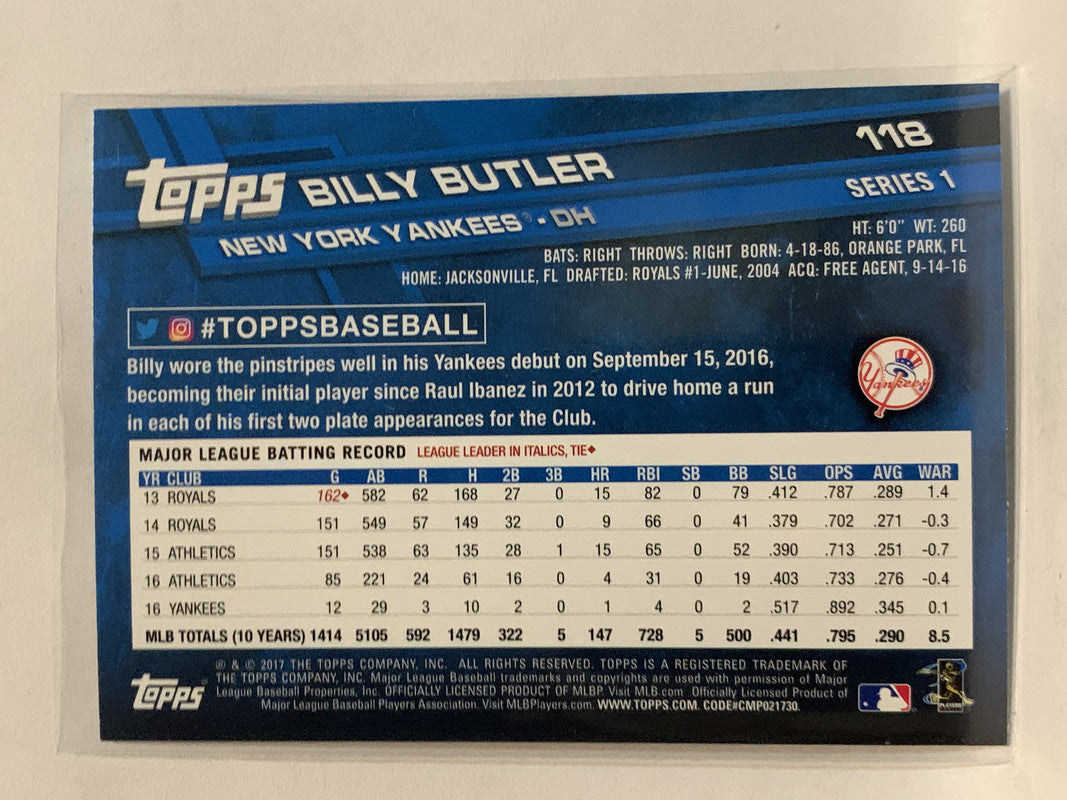 118
TOPPS BILLY BUTLER
SERIES 1
NEW YORK YANKEES® - DH
HT: 6'0" WT: 260
BATS: RIGHT THROWS: RIGHT BORN: 4-18-86, ORANGE PARK, FL
HOME: JACKSONVILLE, FL DRAFTED: ROYALS #1-JUNE, 2004 ACQ: FREE AGENT, 9-14-16
#TOPPSBASEBALL
Billy wore the pinstripes well in his Yankees debut on September 15, 2016,
becoming their initial player since Raul Ibanez in 2012 to drive home a run
in each of his first two plate appearances for the Club.
Yankees
MAJOR LEAGUE BATTING RECORD LEAGUE LEADER IN ITALICS, TIE♦
YR CLUB G AB R H 2B 3B HR RBI SB BB SLG OPS AVG WAR
13 ROYALS 162♦ 582 62 168 27 0 15 82 0 79 .412 .787 .289 1.4
14 ROYALS 151 549 57 149 32 0 9 66 0 41 .379 .702 .271 -0.3
15 ATHLETICS 151 538 63 135 28 1 15 65 0 52 .390 .713 .251 -0.7
16 ATHLETICS 85 221 24 61 16 0 4 31 0 19 .403 .733 .276 -0.4
16 YANKEES 12 29 3 10 2 0 1 4 0 2 .517 .892 .345 0.1
MLB TOTALS (10 YEARS) 1414 5105 592 1479 322 5 147 728 5 500 .441 .795 .290 8.5
® & © 2017 THE TOPPS COMPANY, INC. ALL RIGHTS RESERVED. TOPPS IS A REGISTERED TRADEMARK OF
THE TOPPS COMPANY, INC. Major League Baseball trademarks and copyrights are used with permission of Major
League Baseball Properties, Inc. OFFICIALLY LICENSED PRODUCT OF MLBP. Visit MLB.com Officially Licensed Product of
Major League Baseball Players Association. Visit MLBPlayers.com. WWW.TOPPS.COM. CODE#CMP021730.
TOPPS
PLAYERS